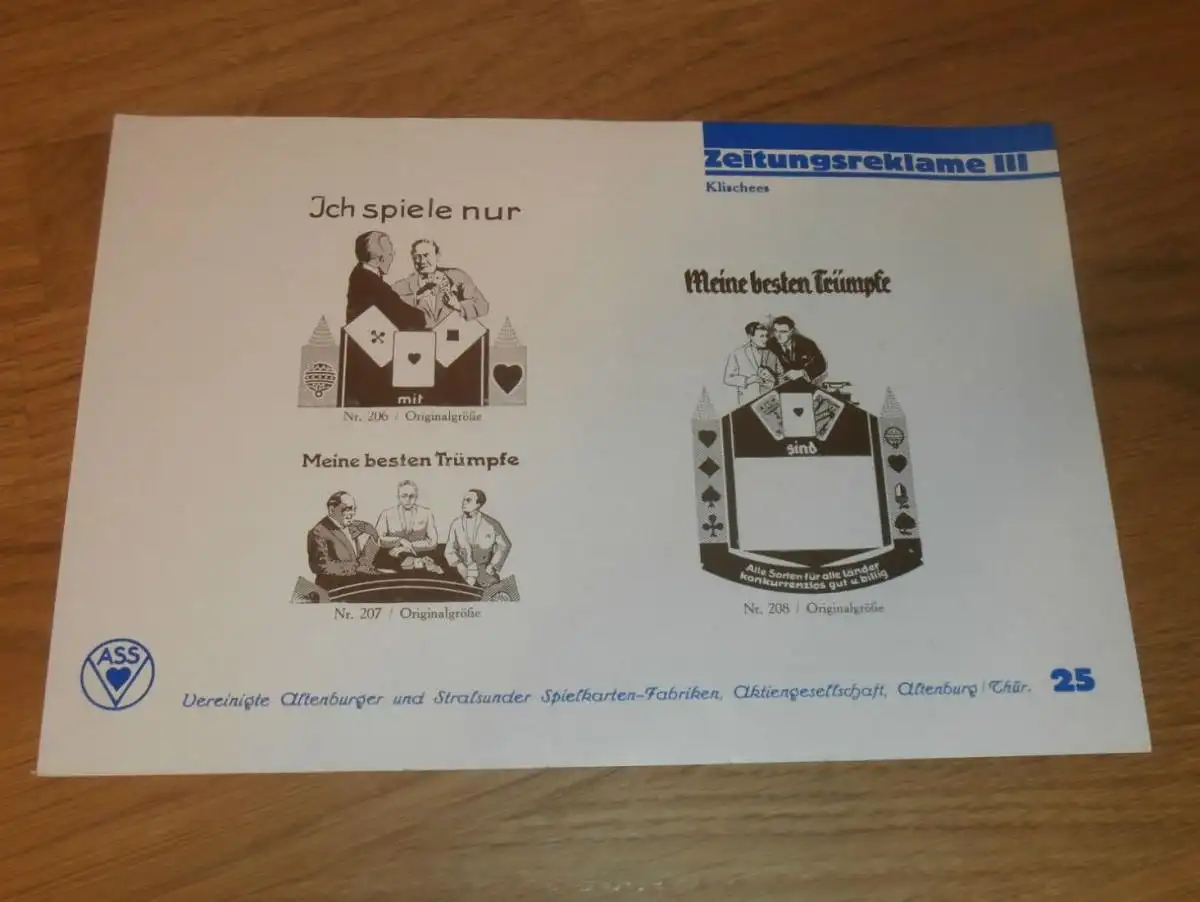 Zeitungsreklame III
Klischees
Ich spiele nur
mit
Nr. 206 / Originalgröße
Meine besten Trümpfe
Nr. 207 / Originalgröße
Meine besten Trümpfe
sind
Alle Sorten für alle Länder
konkurrenzlos gut u. billig
Nr. 208 / Originalgröße
ASS
Vereinigte Altenburger und Stralsunder Spielkarten-Fabriken, Aktiengesellschaft, Altenburg / Thür.
25